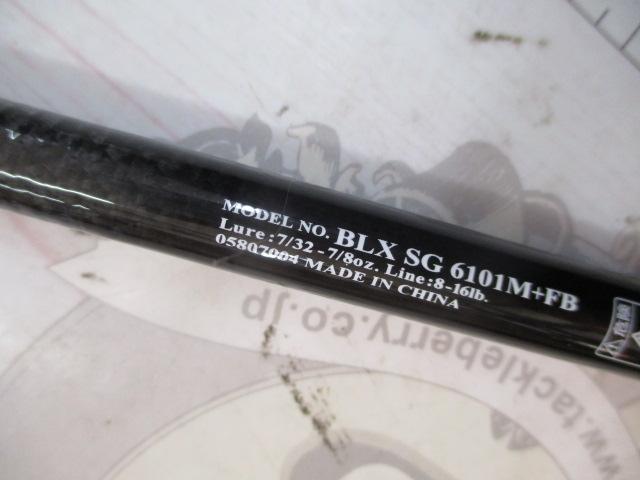 MODEL NO. BLX SG 6101M+FB
Lure:7/32-7/8oz. Line:8-16lb.
05807004 MADE IN CHINA
www.tackleberry.co.jp